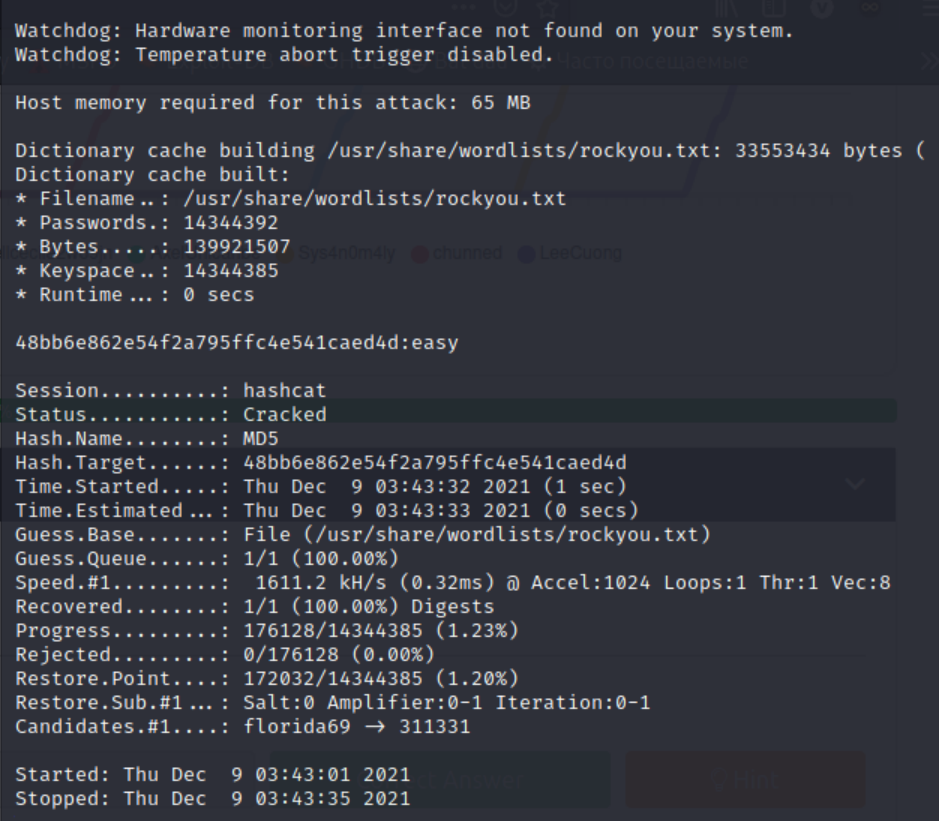 Watchdog: Hardware monitoring interface not found on your system.
Watchdog: Temperature abort trigger disabled.
Часто посещаемые
Host memory required for this attack: 65 MB
Dictionary cache building /usr/share/wordlists/rockyou.txt: 33553434 bytes (
Dictionary cache built:
* Filename..: /usr/share/wordlists/rockyou.txt
* Passwords.: 14344392
* Bytes.....: 139921507
Sys4n0m4ly chunned LeeCuong
* Keyspace..: 14344385
* Runtime...: 0 secs
48bb6e862e54f2a795ffc4e541caed4d:easy
Session..........: hashcat
Status...........: Cracked
Hash.Name........: MD5
Hash.Target......: 48bb6e862e54f2a795ffc4e541caed4d
Time.Started.....: Thu Dec  9 03:43:32 2021 (1 sec)
Time.Estimated...: Thu Dec  9 03:43:33 2021 (0 secs)
Guess.Base.......: File (/usr/share/wordlists/rockyou.txt)
Guess.Queue......: 1/1 (100.00%)
Speed.#1.........:  1611.2 kH/s (0.32ms) @ Accel:1024 Loops:1 Thr:1 Vec:8
Recovered........: 1/1 (100.00%) Digests
Progress.........: 176128/14344385 (1.23%)
Rejected.........: 0/176128 (0.00%)
Restore.Point....: 172032/14344385 (1.20%)
Restore.Sub.#1...: Salt:0 Amplifier:0-1 Iteration:0-1
Candidates.#1....: florida69 -> 311331
Started: Thu Dec  9 03:43:01 2021
Answer Hint
Stopped: Thu Dec  9 03:43:35 2021